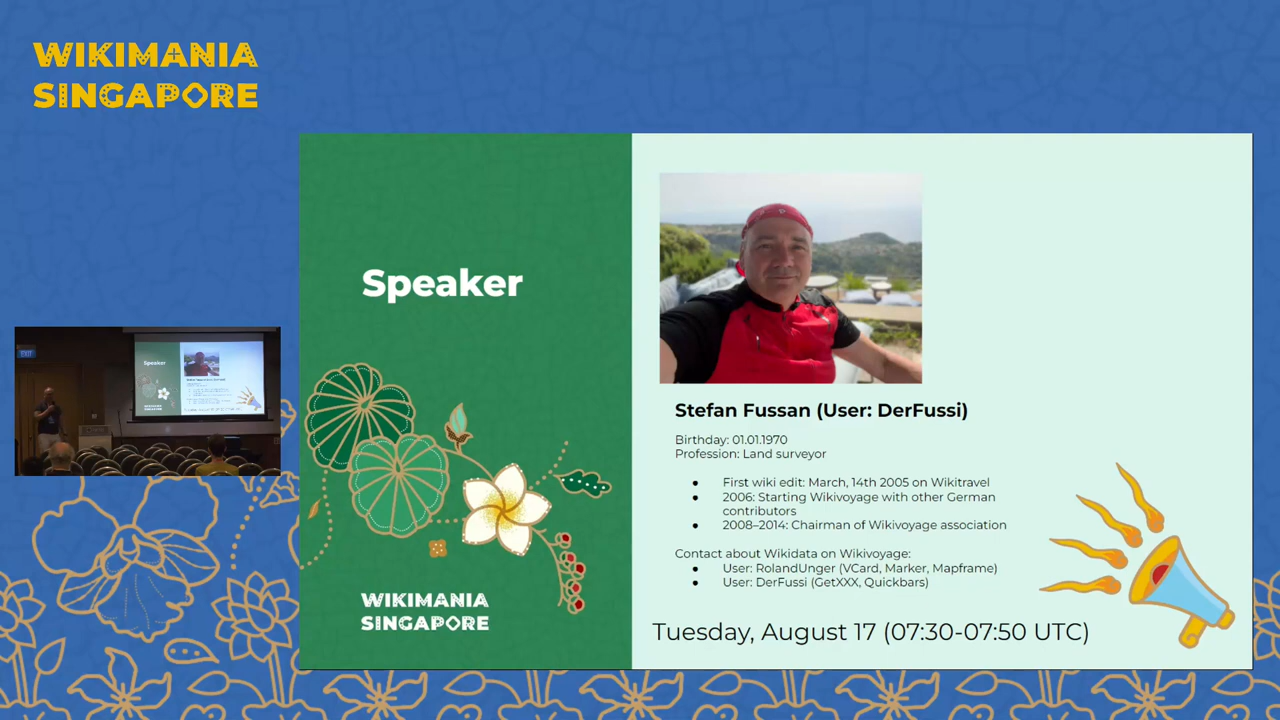 WIKIMANIA
SINGAPORE
Speaker
WIKIMANIA
SINGAPORE
Stefan Fussan (User: DerFussi)
Birthday: 01.01.1970
Profession: Land surveyor
● First wiki edit: March, 14th 2005 on Wikitravel
● 2006: Starting Wikivoyage with other German
contributors
● 2008–2014: Chairman of Wikivoyage association
Contact about Wikidata on Wikivoyage:
● User: RolandUnger (VCard, Marker, Mapframe)
● User: DerFussi (GetXXX, Quickbars)
Tuesday, August 17 (07:30-07:50 UTC)
EXIT
Speaker